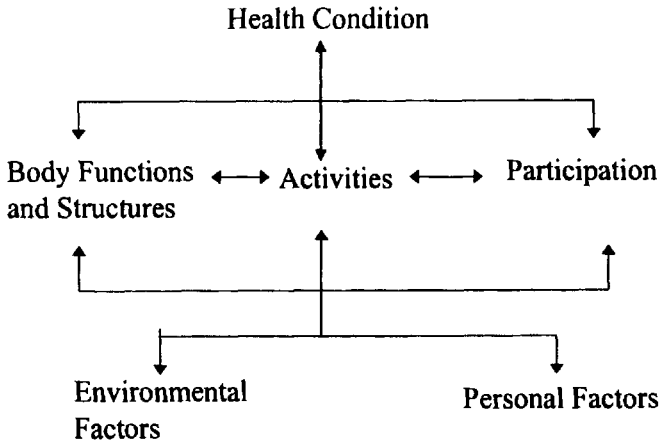 Health Condition
Body Functions
and Structures
Activities
Participation
Environmental
Factors
Personal Factors